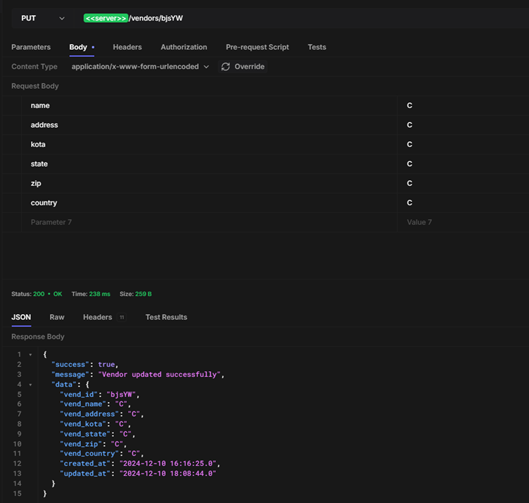 PUT <<server>>/vendors/bjsYW
Parameters Body • Headers Authorization Pre-request Script Tests
Content Type application/x-www-form-urlencoded Override
Request Body
name C
address C
kota C
state C
zip C
country C
Parameter 7 Value 7
Status: 200 • OK Time: 238 ms Size: 259 B
JSON Raw Headers 11 Test Results
Response Body
1 {
2 "success": true,
3 "message": "Vendor updated successfully",
4 "data": {
5 "vend_id": "bjsYW",
6 "vend_name": "C",
7 "vend_address": "C",
8 "vend_kota": "C",
9 "vend_state": "C",
10 "vend_zip": "C",
11 "vend_country": "C",
12 "created_at": "2024-12-10 16:16:25.0",
13 "updated_at": "2024-12-10 18:08:44.0"
14 }
15 }